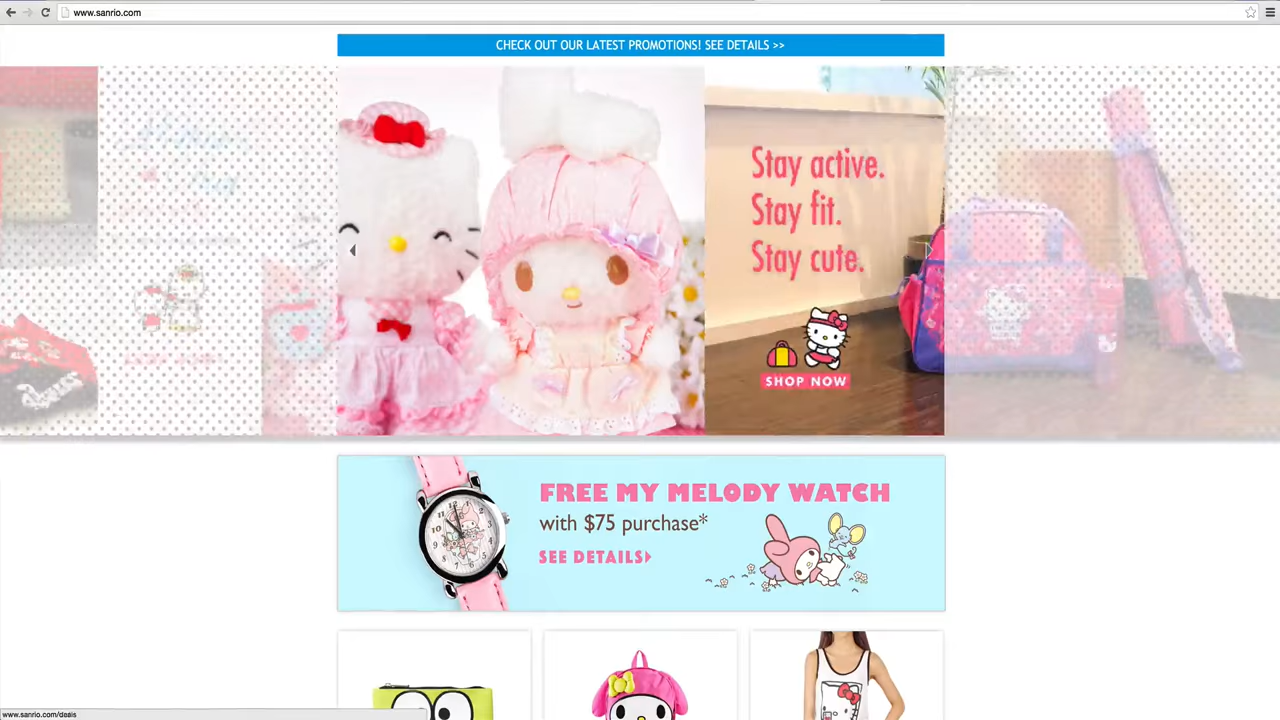 www.sanrio.com
CHECK OUT OUR LATEST PROMOTIONS! SEE DETAILS >>
Stay active.
Stay fit.
Stay cute.
SHOP NOW
FREE MY MELODY WATCH
with $75 purchase*
SEE DETAILS
www.sanrio.com/deals